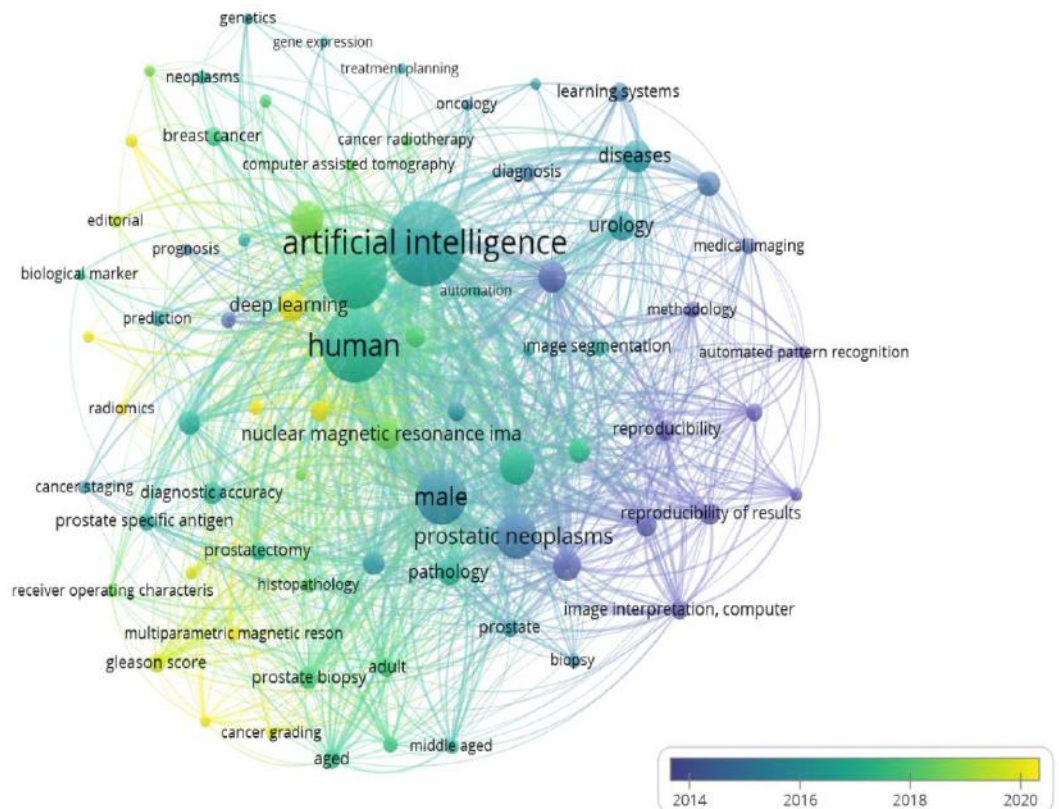 genetics
gene expression
treatment planning
neoplasms
learning systems
oncology
breast cancer
cancer radiotherapy
computer assisted tomography
diagnosis
diseases
editorial
artificial intelligence
urology
prognosis
medical imaging
biological marker
automation
deep learning
methodology
prediction
human
image segmentation
automated pattern recognition
radiomics
nuclear magnetic resonance ima
reproducibility
cancer staging
diagnostic accuracy
male
reproducibility of results
prostate specific antigen
prostatic neoplasms
prostatectomy
pathology
histopathology
receiver operating characteris
image interpretation, computer
multiparametric magnetic reson
prostate
gleason score
prostate biopsy
adult
biopsy
cancer grading
aged
middle aged
2014 2016 2018 2020